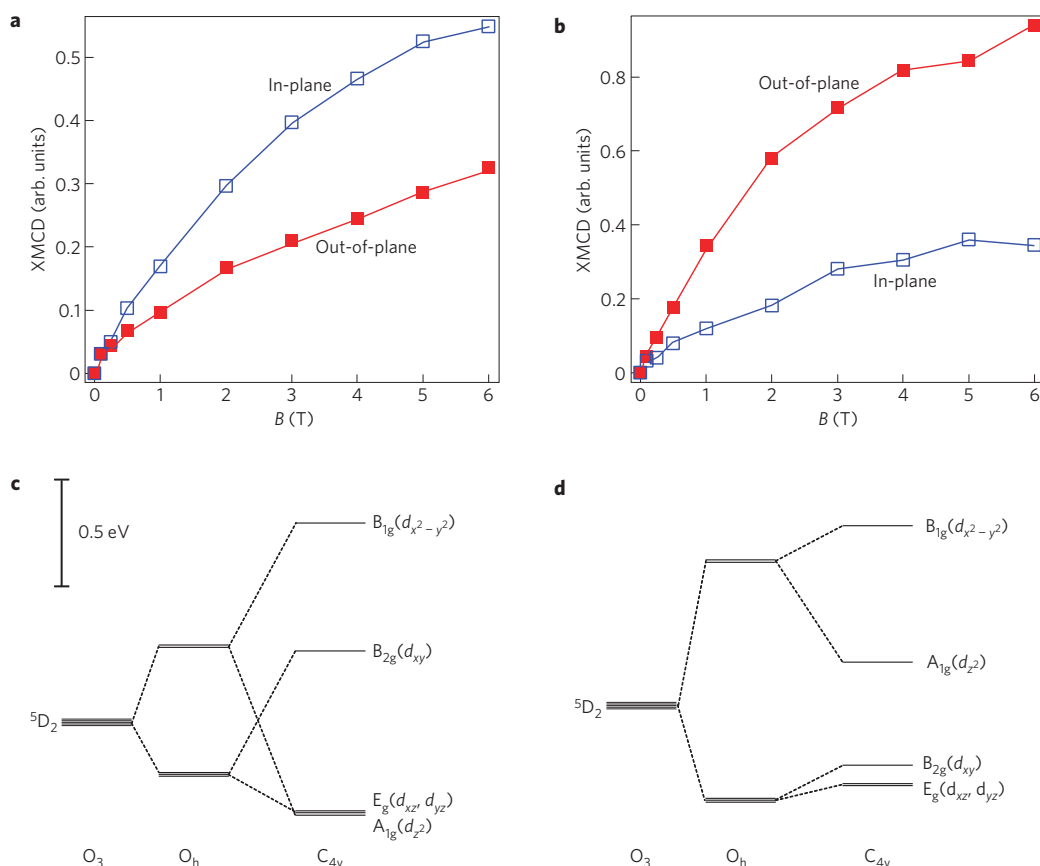 a
XMCD (arb. units)
0.5
0.4
0.3
0.2
0.1
0
In-plane
Out-of-plane
0 1 2 3 4 5 6
B (T)
b
XMCD (arb. units)
0.8
0.6
0.4
0.2
0
Out-of-plane
In-plane
0 1 2 3 4 5 6
B (T)
c
0.5 eV
B₁g(dₓ²₋y²)
B₂g(dxy)
⁵D₂
Eg(dxz, dyz)
A₁g(dz²)
O₃ Oₕ C₄ᵥ
d
B₁g(dₓ²₋y²)
A₁g(dz²)
⁵D₂
B₂g(dxy)
Eg(dxz, dyz)
O₃ Oₕ C₄ᵥ